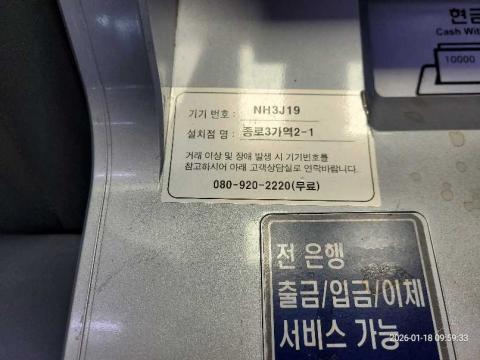 현금
Cash Wit
10000
기기 번호 : NH3J19
설치점 명 : 종로3가역2-1
거래 이상 및 장애 발생 시 기기번호를
참고하시어 아래 고객상담실로 연락바랍니다.
080-920-2220(무료)
전 은행
출금/입금/이체
서비스 가능
2026-01-18 09:59:33